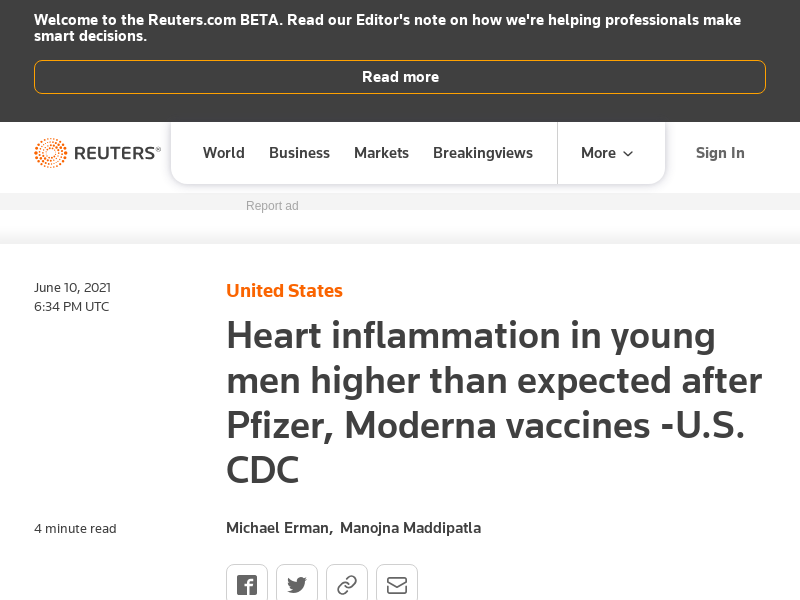 Welcome to the Reuters.com BETA. Read our Editor's note on how we're helping professionals make
smart decisions.
Read more
REUTERS®
World
Business
Markets
Breakingviews
More
Sign In
Report ad
June 10, 2021
6:34 PM UTC
United States
Heart inflammation in young
men higher than expected after
Pfizer, Moderna vaccines -U.S.
CDC
4 minute read
Michael Erman, Manojna Maddipatla